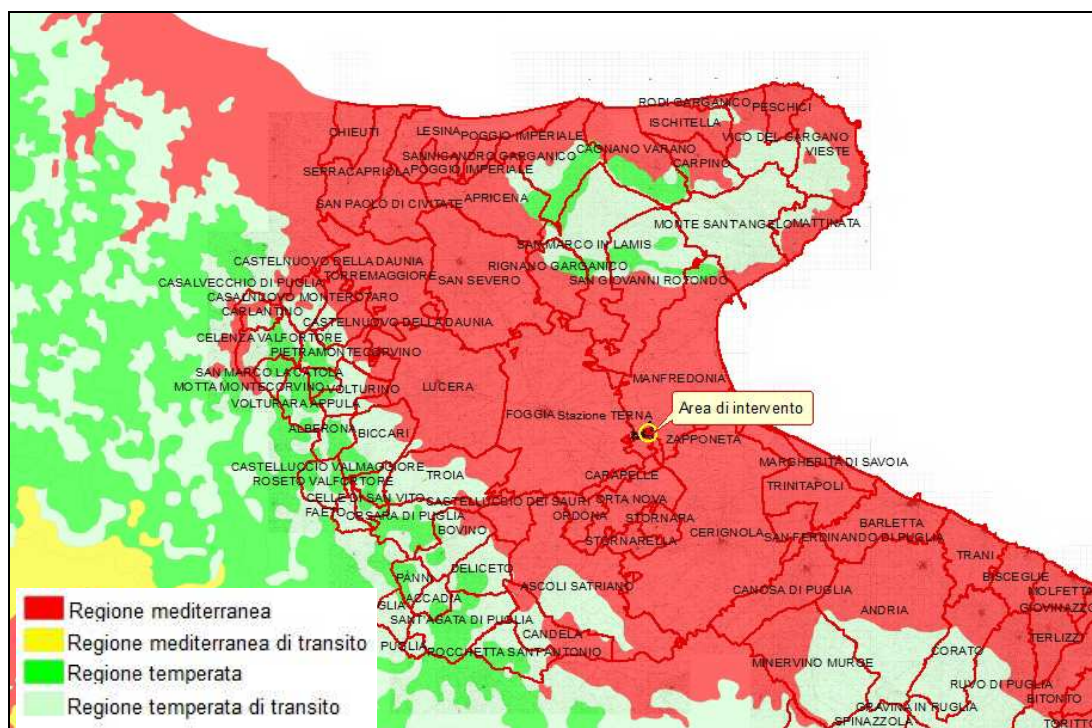 RODI GARGANICO
PESCHICI
CHIEUTI
LESINA
POGGIO IMPERIALE
ISCHITELLA
VICO DEL GARGANO
SANNICANDRO GARGANICO
CAGNANO VARANO
VIESTE
SERRACAPRIOLA
POGGIO IMPERIALE
CARPINO
SAN PAOLO DI CIVITATE
APRICENA
MONTE SANT'ANGELO
MATTINATA
SAN MARCO IN LAMIS
CASTELNUOVO DELLA DAUNIA
RIGNANO GARGANICO
TORREMAGGIORE
SAN SEVERO
SAN GIOVANNI ROTONDO
CASALVECCHIO DI PUGLIA
CASALNUOVO MONTEROTARO
CARLANTINO
CASTELNUOVO DELLA DAUNIA
CELENZA VALFORTORE
PIETRAMONTECORVINO
SAN MARCO LA CATOLA
MANFREDONIA
MOTTA MONTECORVINO
VOLTURINO
LUCERA
VOLTURARA APPULA
Area di intervento
FOGGIA
Stazione TERNA
ALBERONA
BICCARI
ZAPPONETA
CASTELLUCCIO VALMAGGIORE
MARGHERITA DI SAVOIA
TROIA
CARAPELLE
ROSETO VALFORTORE
TRINITAPOLI
CELLE DI SAN VITO
CASTELLUCCIO DEI SAURI
ORTA NOVA
FAETO
ORSARA DI PUGLIA
ORDONA
STORNARA
BARLETTA
BOVINO
CERIGNOLA
SAN FERDINANDO DI PUGLIA
STORNARELLA
TRANI
DELICETO
BISCEGLIE
PANNI
ASCOLI SATRIANO
CANOSA DI PUGLIA
MOLFETTA
ACCADIA
ANDRIA
GIOVINAZZO
GLIA
SANT'AGATA DI PUGLIA
CANDELA
TERLIZZI
PUGLIA
ROCCHETTA SANT'ANTONIO
CORATO
MINERVINO MURGE
RUVO DI PUGLIA
BITONTO
GRAVINA IN PUGLIA
SPINAZZOLA
TORITTO
Regione mediterranea
Regione mediterranea di transito
Regione temperata
Regione temperata di transito